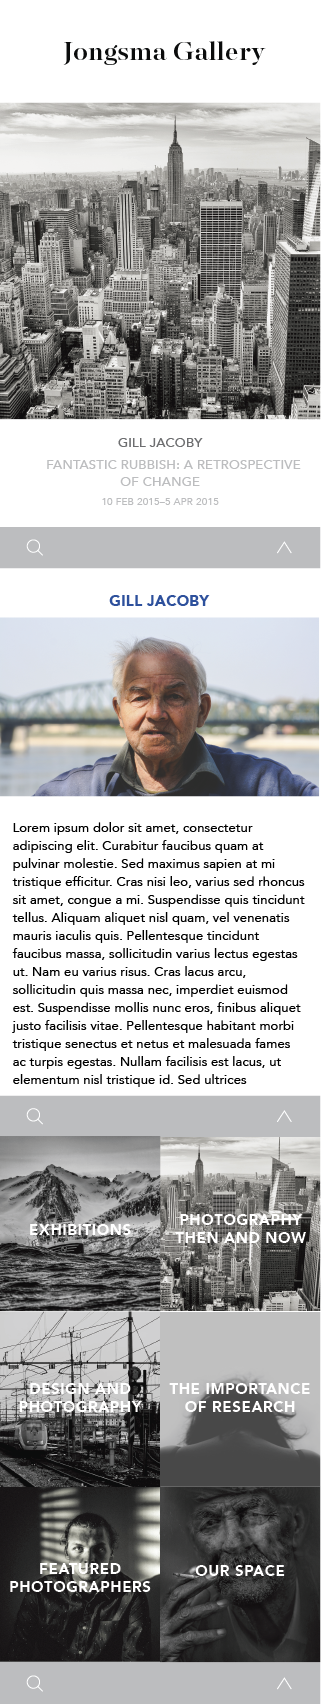 Jongsma Gallery
GILL JACOBY
FANTASTIC RUBBISH: A RETROSPECTIVE
OF CHANGE
10 FEB 2015–5 APR 2015
GILL JACOBY
Lorem ipsum dolor sit amet, consectetur
adipiscing elit. Curabitur faucibus quam at
pulvinar molestie. Sed maximus sapien at mi
tristique efficitur. Cras nisi leo, varius sed rhoncus
sit amet, congue a mi. Suspendisse quis tincidunt
tellus. Aliquam aliquet nisl quam, vel venenatis
mauris iaculis quis. Pellentesque tincidunt
faucibus massa, sollicitudin varius lectus egestas
ut. Nam eu varius risus. Cras lacus arcu,
sollicitudin quis massa nec, imperdiet euismod
est. Suspendisse mollis nunc eros, finibus aliquet
justo facilisis vitae. Pellentesque habitant morbi
tristique senectus et netus et malesuada fames
ac turpis egestas. Nullam facilisis est lacus, ut
elementum nisl tristique id. Sed ultrices
EXHIBITIONS
PHOTOGRAPHY
THEN AND NOW
DESIGN AND
PHOTOGRAPHY
THE IMPORTANCE
OF RESEARCH
FEATURED
PHOTOGRAPHERS
OUR SPACE